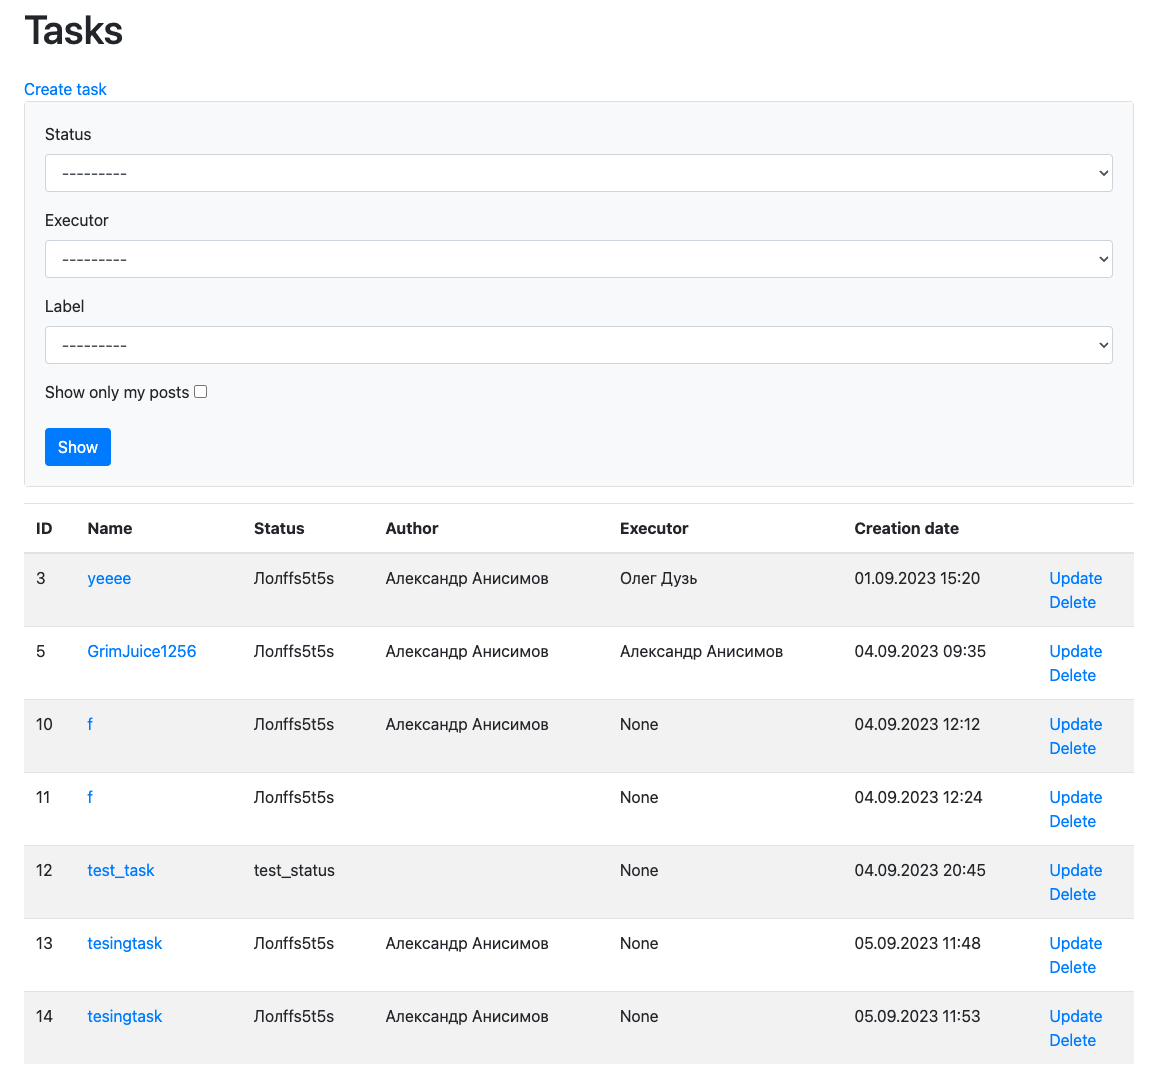 Tasks
Create task
Status
---------
Executor
---------
Label
---------
Show only my posts
Show
ID Name Status Author Executor Creation date
3 yeeee Лолffs5t5s Александр Анисимов Олег Дузь 01.09.2023 15:20 Update
Delete
5 GrimJuice1256 Лолffs5t5s Александр Анисимов Александр Анисимов 04.09.2023 09:35 Update
Delete
10 f Лолffs5t5s Александр Анисимов None 04.09.2023 12:12 Update
Delete
11 f Лолffs5t5s None 04.09.2023 12:24 Update
Delete
12 test_task test_status None 04.09.2023 20:45 Update
Delete
13 tesingtask Лолffs5t5s Александр Анисимов None 05.09.2023 11:48 Update
Delete
14 tesingtask Лолffs5t5s Александр Анисимов None 05.09.2023 11:53 Update
Delete